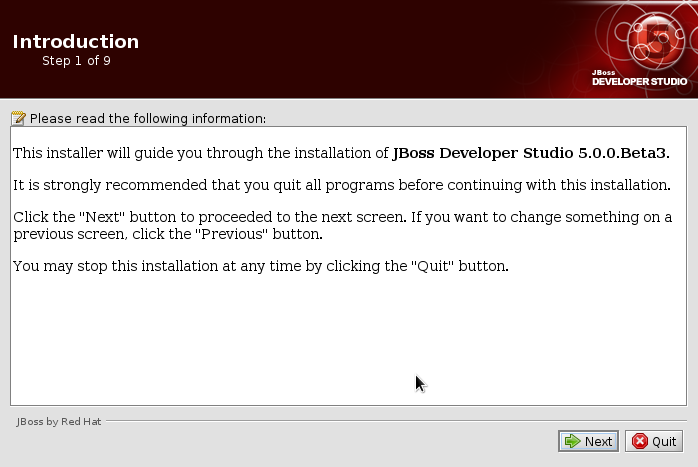 Introduction
Step 1 of 9
JBoss
DEVELOPER STUDIO
5
Please read the following information:
This installer will guide you through the installation of JBoss Developer Studio 5.0.0.Beta3.
It is strongly recommended that you quit all programs before continuing with this installation.
Click the "Next" button to proceeded to the next screen. If you want to change something on a
previous screen, click the "Previous" button.
You may stop this installation at any time by clicking the "Quit" button.
JBoss by Red Hat
Next
Quit